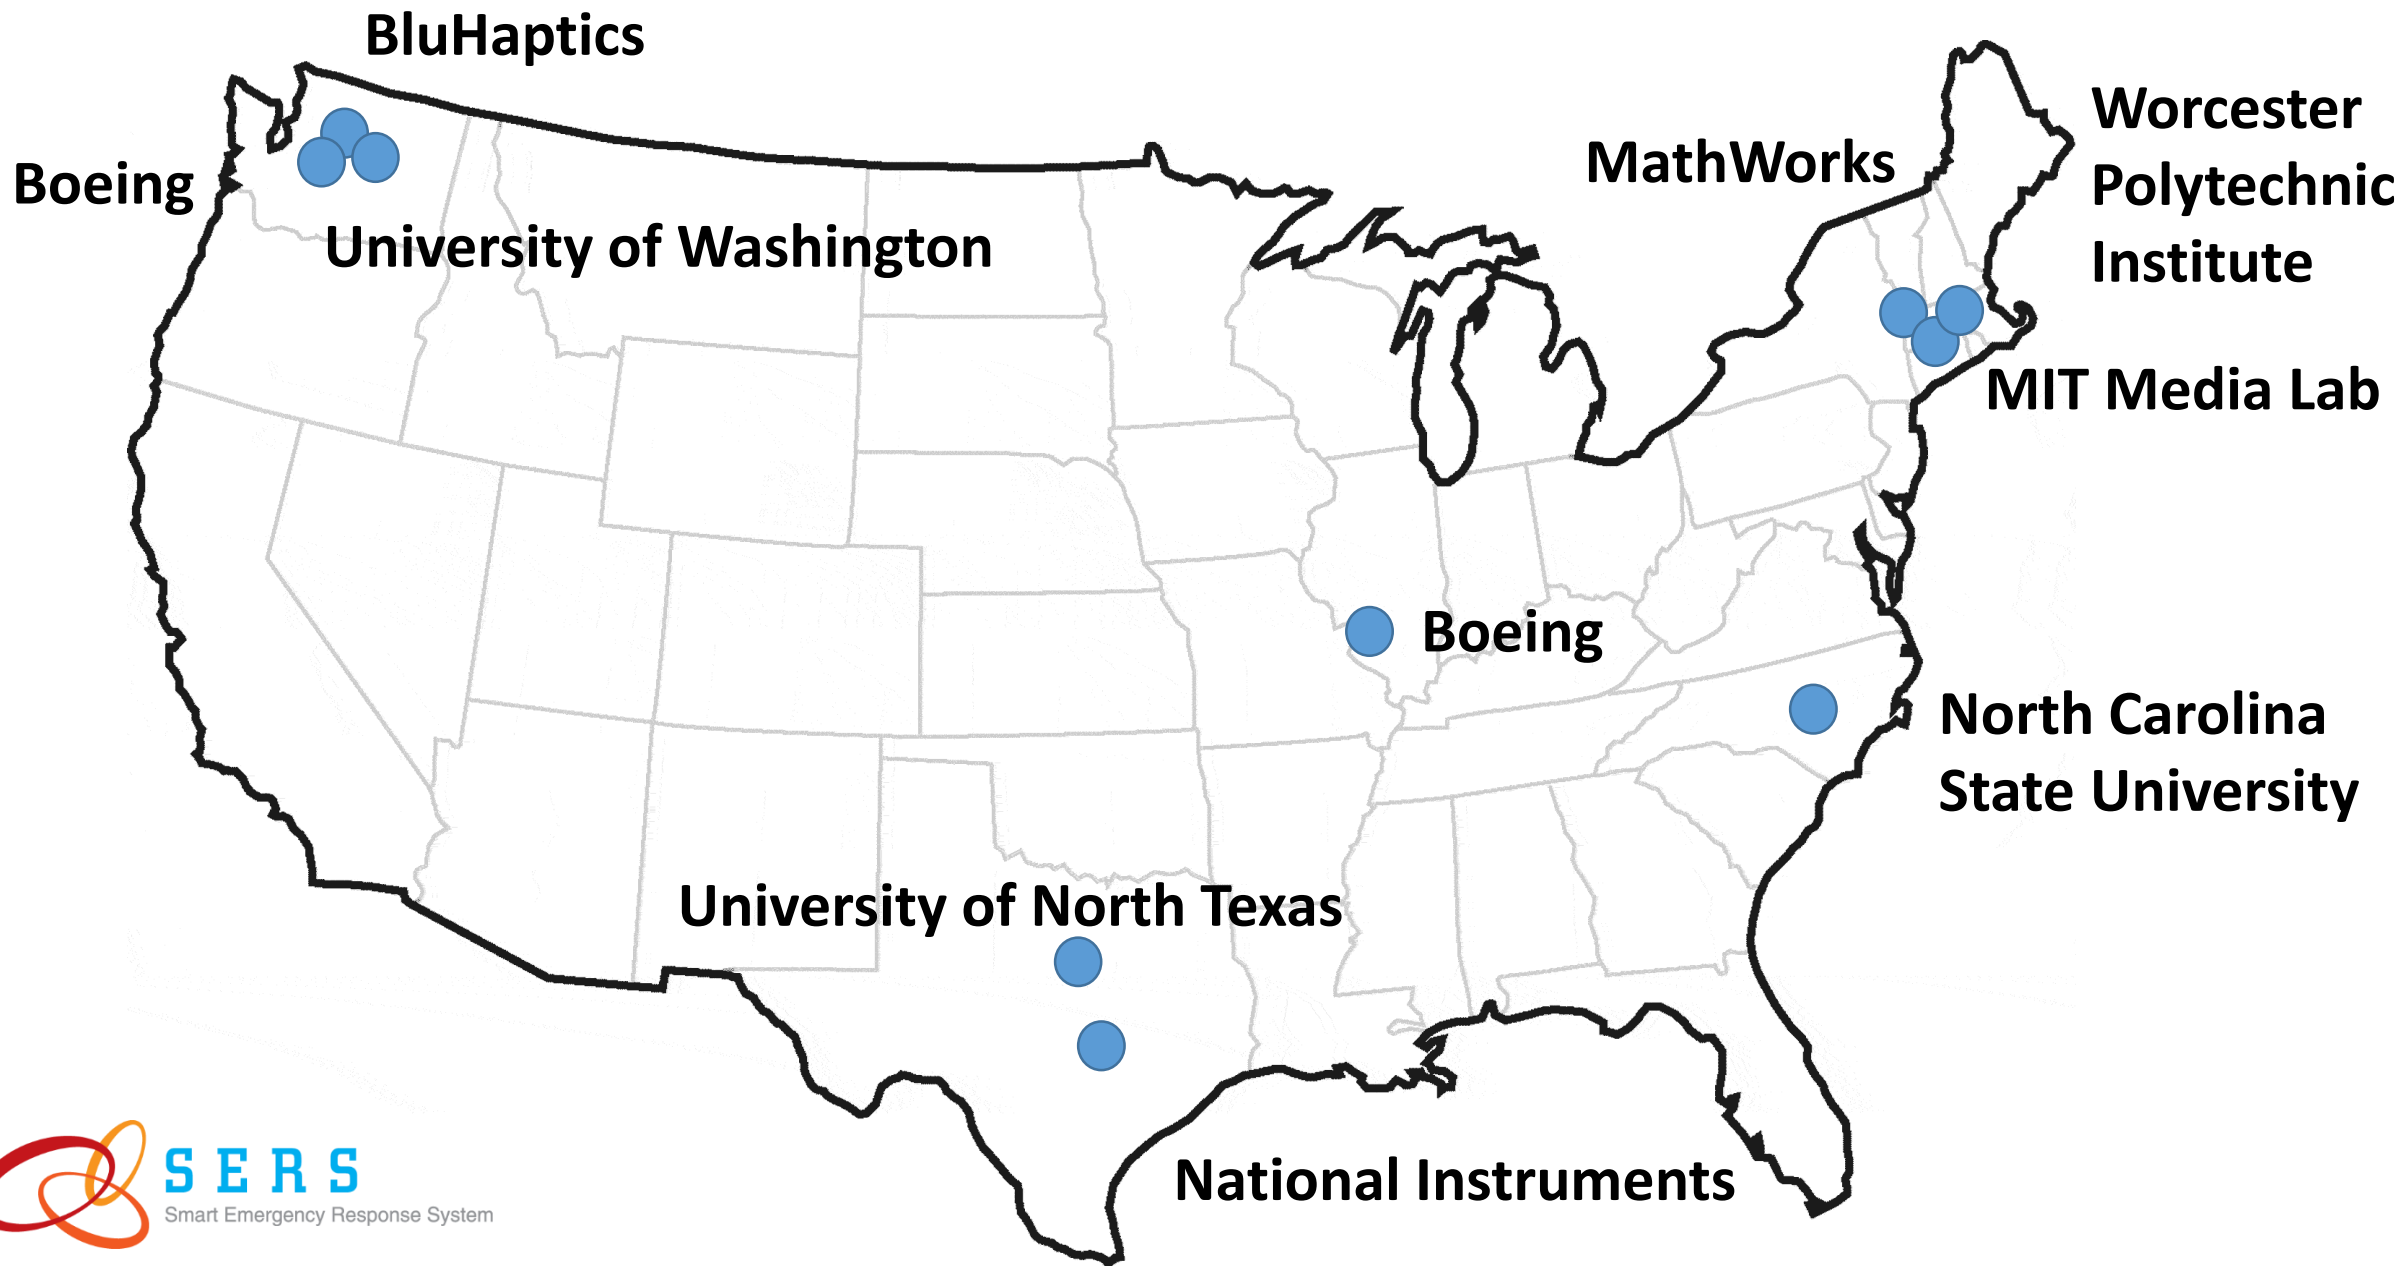 BluHaptics
Boeing
University of Washington
MathWorks
Worcester
Polytechnic
Institute
MIT Media Lab
Boeing
North Carolina
State University
University of North Texas
National Instruments
SERS
Smart Emergency Response System